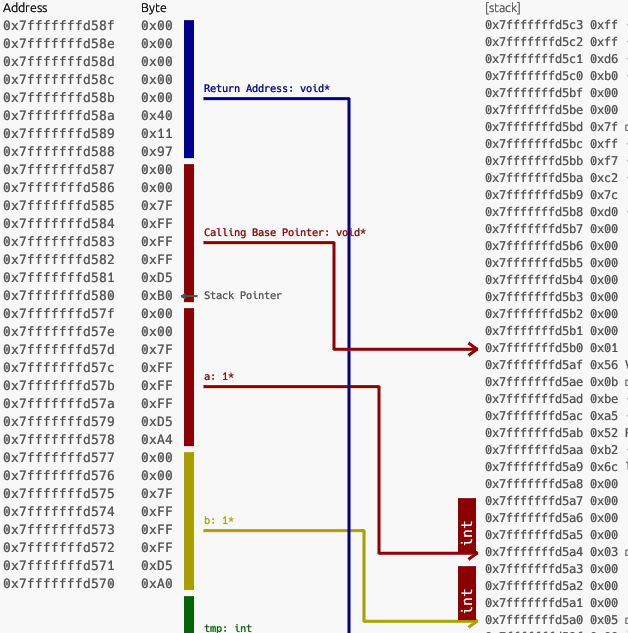 Address Byte
0x7fffffffd58f 0x00
0x7fffffffd58e 0x00
0x7fffffffd58d 0x00
0x7fffffffd58c 0x00
0x7fffffffd58b 0x00
0x7fffffffd58a 0x40
0x7fffffffd589 0x11
0x7fffffffd588 0x97
0x7fffffffd587 0x00
0x7fffffffd586 0x00
0x7fffffffd585 0x7F
0x7fffffffd584 0xFF
0x7fffffffd583 0xFF
0x7fffffffd582 0xFF
0x7fffffffd581 0xD5
0x7fffffffd580 0xB0
0x7fffffffd57f 0x00
0x7fffffffd57e 0x00
0x7fffffffd57d 0x7F
0x7fffffffd57c 0xFF
0x7fffffffd57b 0xFF
0x7fffffffd57a 0xFF
0x7fffffffd579 0xD5
0x7fffffffd578 0xA4
0x7fffffffd577 0x00
0x7fffffffd576 0x00
0x7fffffffd575 0x7F
0x7fffffffd574 0xFF
0x7fffffffd573 0xFF
0x7fffffffd572 0xFF
0x7fffffffd571 0xD5
0x7fffffffd570 0xA0
Return Address: void*
Calling Base Pointer: void*
Stack Pointer
a: 1*
b: 1*
tmp: int
[stack]
0x7fffffffd5c3 0xff
0x7fffffffd5c2 0xff
0x7fffffffd5c1 0xd6
0x7fffffffd5c0 0xb0
0x7fffffffd5bf 0x00
0x7fffffffd5be 0x00
0x7fffffffd5bd 0x7f
0x7fffffffd5bc 0xff
0x7fffffffd5bb 0xf7
0x7fffffffd5ba 0xc2
0x7fffffffd5b9 0x7c
0x7fffffffd5b8 0xd0
0x7fffffffd5b7 0x00
0x7fffffffd5b6 0x00
0x7fffffffd5b5 0x00
0x7fffffffd5b4 0x00
0x7fffffffd5b3 0x00
0x7fffffffd5b2 0x00
0x7fffffffd5b1 0x00
0x7fffffffd5b0 0x01
0x7fffffffd5af 0x56 V
0x7fffffffd5ae 0x0b
0x7fffffffd5ad 0xbe
0x7fffffffd5ac 0xa5
0x7fffffffd5ab 0x52
0x7fffffffd5aa 0xb2
0x7fffffffd5a9 0x6c
0x7fffffffd5a8 0x00
0x7fffffffd5a7 0x00
0x7fffffffd5a6 0x00
0x7fffffffd5a5 0x00
0x7fffffffd5a4 0x03
0x7fffffffd5a3 0x00
0x7fffffffd5a2 0x00
0x7fffffffd5a1 0x00
0x7fffffffd5a0 0x05
int
int